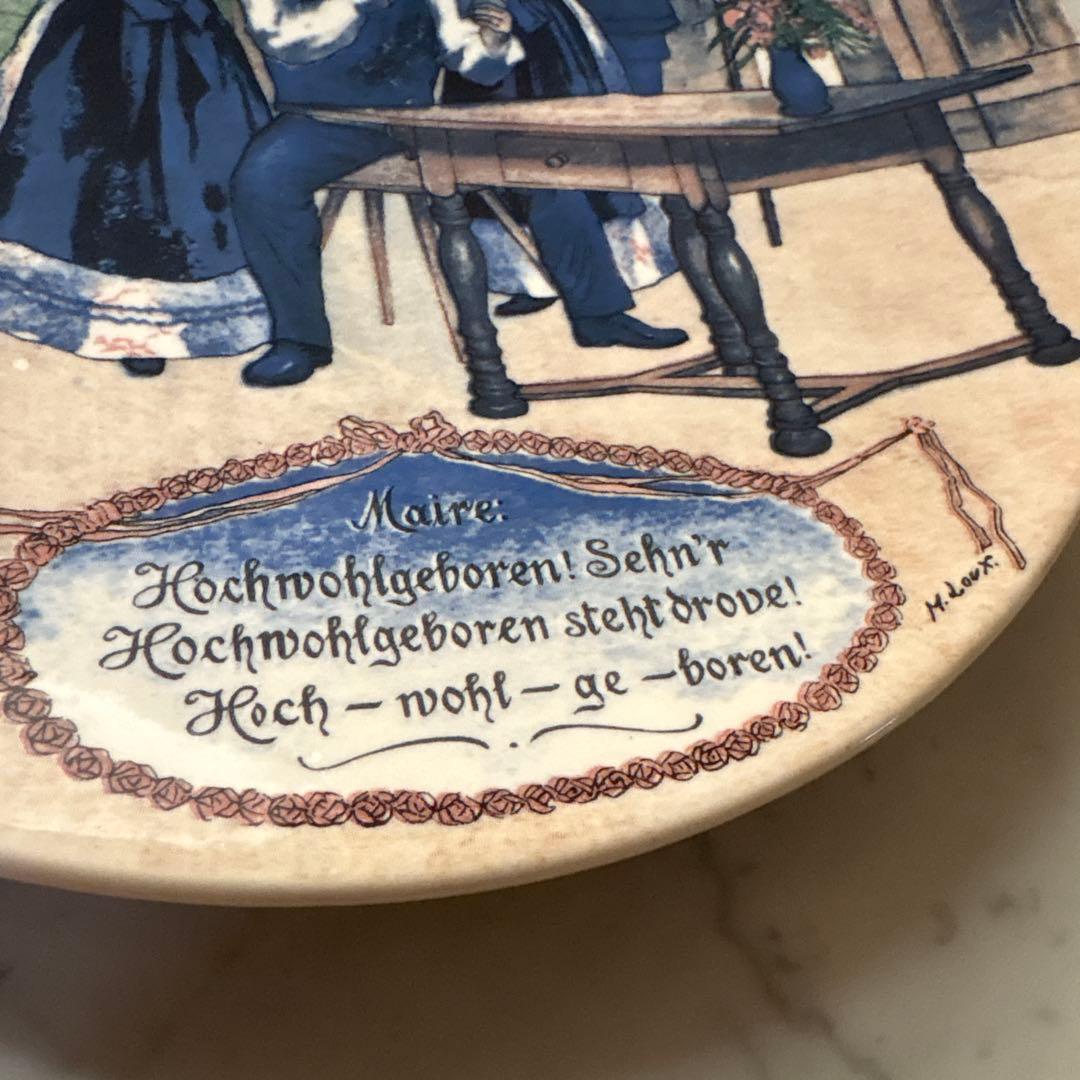 Maire:
Hochwohlgeboren! Sehn'r
Hochwohlgeboren steht drove!
Hoch – wohl – ge – boren!
M. Loux.